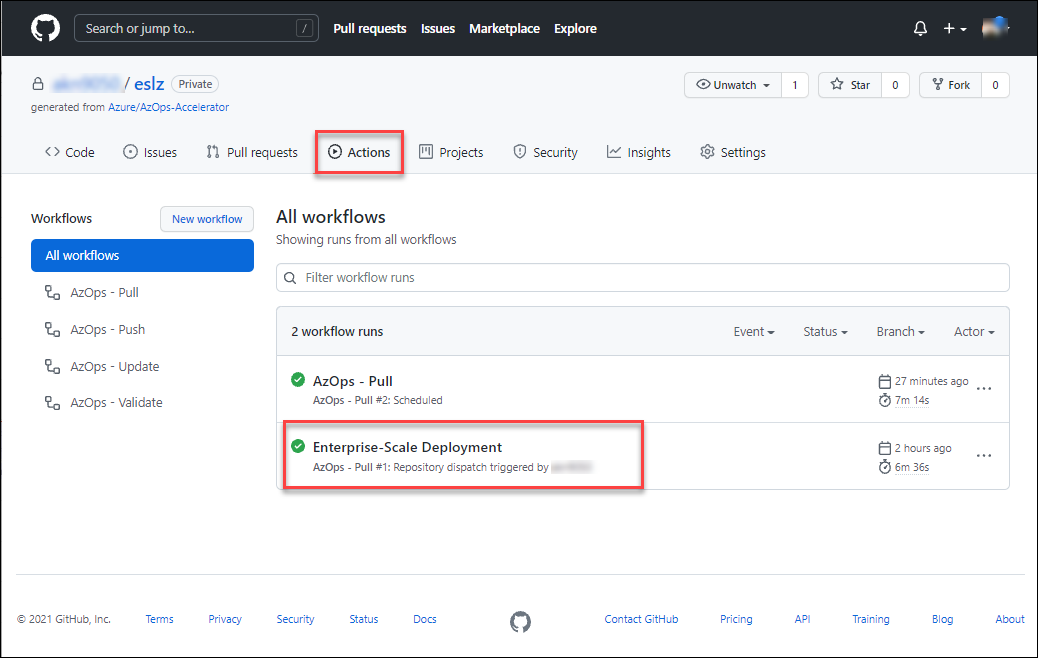 Search or jump to... / Pull requests Issues Marketplace Explore
/ eslz Private Unwatch 1 Star 0 Fork 0
generated from Azure/AzOps-Accelerator
Code Issues Pull requests Actions Projects Security Insights Settings
Workflows New workflow
All workflows
AzOps - Pull
AzOps - Push
AzOps - Update
AzOps - Validate
All workflows
Showing runs from all workflows
Filter workflow runs
2 workflow runs Event Status Branch Actor
AzOps - Pull 27 minutes ago
AzOps - Pull #2: Scheduled 7m 14s
Enterprise-Scale Deployment 2 hours ago
AzOps - Pull #1: Repository dispatch triggered by 6m 36s
© 2021 GitHub, Inc. Terms Privacy Security Status Docs Contact GitHub Pricing API Training Blog About